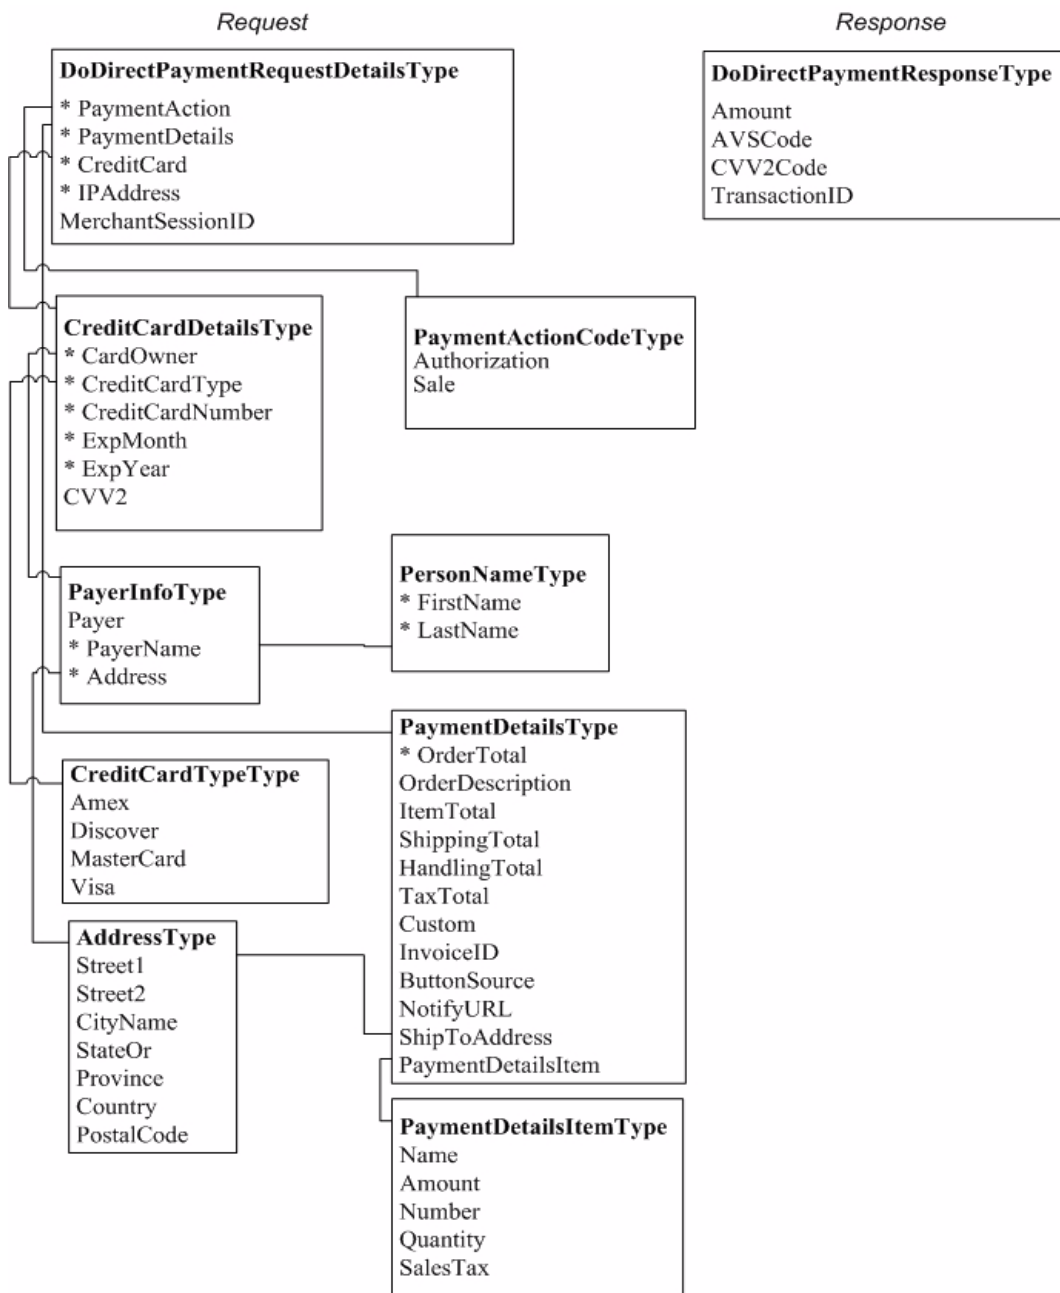 Request
Response
DoDirectPaymentRequestDetailsType
* PaymentAction
* PaymentDetails
* CreditCard
* IPAddress
MerchantSessionID
DoDirectPaymentResponseType
Amount
AVSCode
CVV2Code
TransactionID
CreditCardDetailsType
* CardOwner
* CreditCardType
* CreditCardNumber
* ExpMonth
* ExpYear
CVV2
PaymentActionCodeType
Authorization
Sale
PayerInfoType
Payer
* PayerName
* Address
PersonNameType
* FirstName
* LastName
CreditCardTypeType
Amex
Discover
MasterCard
Visa
PaymentDetailsType
* OrderTotal
OrderDescription
ItemTotal
ShippingTotal
HandlingTotal
TaxTotal
Custom
InvoiceID
ButtonSource
NotifyURL
ShipToAddress
PaymentDetailsItem
AddressType
Street1
Street2
CityName
StateOr
Province
Country
PostalCode
PaymentDetailsItemType
Name
Amount
Number
Quantity
SalesTax